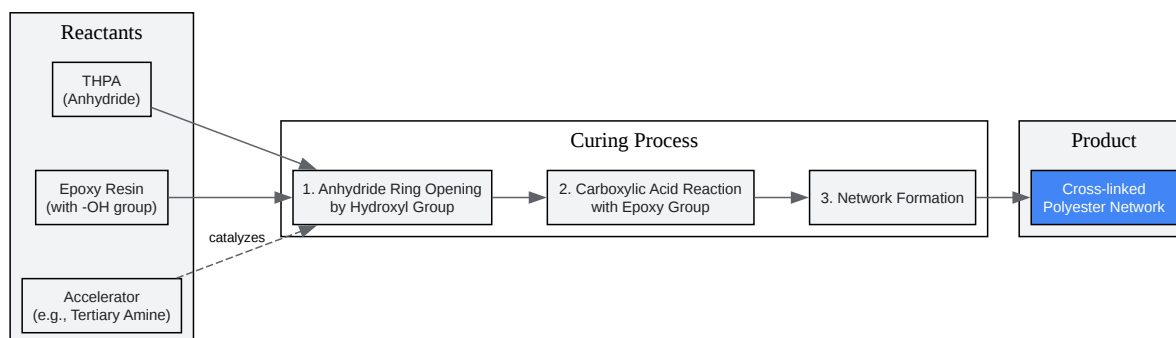 Reactants
THPA
(Anhydride)
Epoxy Resin
(with -OH group)
Accelerator
(e.g., Tertiary Amine)
catalyzes
Curing Process
1. Anhydride Ring Opening
by Hydroxyl Group
2. Carboxylic Acid Reaction
with Epoxy Group
3. Network Formation
Product
Cross-linked
Polyester Network